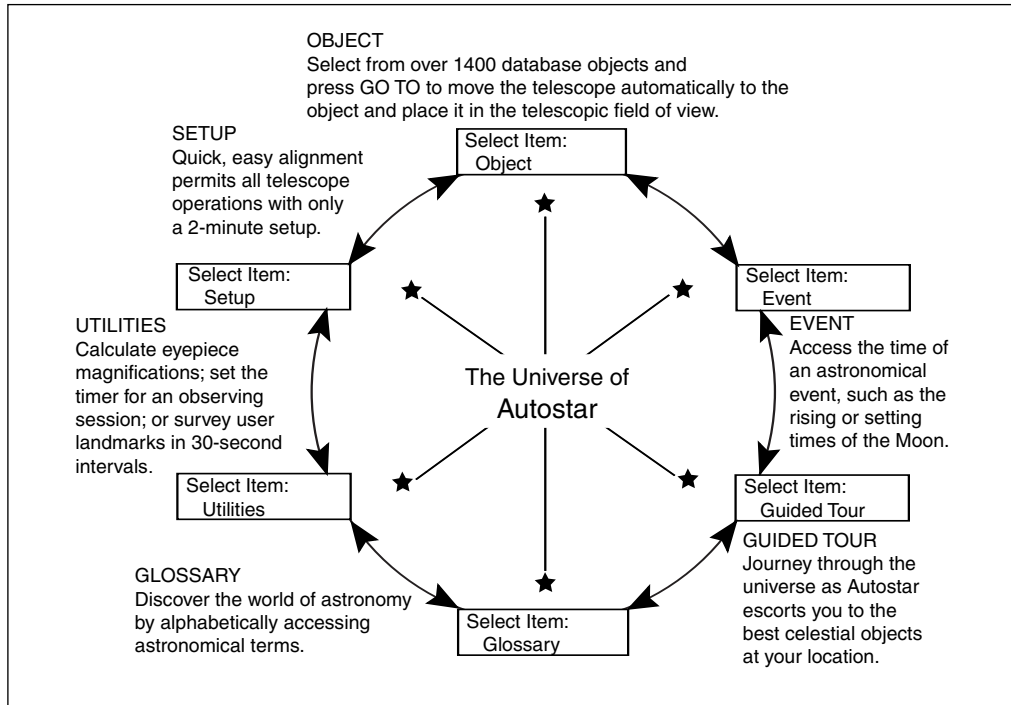 OBJECT
Select from over 1400 database objects and
press GO TO to move the telescope automatically to the
object and place it in the telescopic field of view.
Select Item:
Object
SETUP
Quick, easy alignment
permits all telescope
operations with only
a 2-minute setup.
Select Item:
Setup
Select Item:
Event
UTILITIES
Calculate eyepiece
magnifications; set the
timer for an observing
session; or survey user
landmarks in 30-second
intervals.
The Universe of
Autostar
EVENT
Access the time of
an astronomical
event, such as the
rising or setting
times of the Moon.
Select Item:
Utilities
Select Item:
Guided Tour
GLOSSARY
Discover the world of astronomy
by alphabetically accessing
astronomical terms.
Select Item:
Glossary
GUIDED TOUR
Journey through the
universe as Autostar
escorts you to the
best celestial objects
at your location.